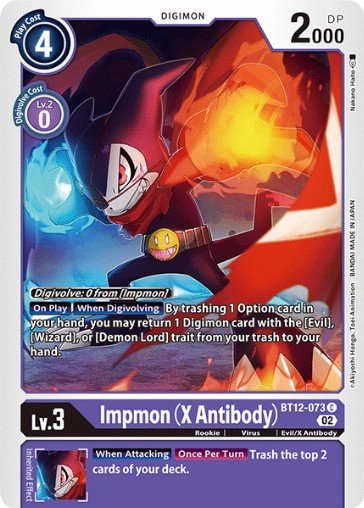 Play Cost
4
DIGIMON
2000
DP
Digivolve Cost
Lv.2
0
Nakano Haito
©Akiyoshi Hongo, Toei Animation BANDAI MADE IN JAPAN
Digivolve: 0 from [Impmon]
On Play When Digivolving By trashing 1 Option card in
your hand, you may return 1 Digimon card with the [Evil],
[Wizard], or [Demon Lord] trait from your trash to your
hand.
Lv.3
Impmon (X Antibody)
BT12-073 C
02
Rookie Virus Evil/X Antibody
Inherited Effect
When Attacking Once Per Turn Trash the top 2
cards of your deck.